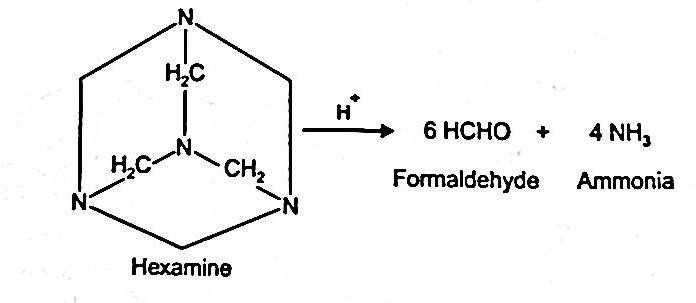 N
H₂C
N
H₂C
CH₂
N
N
Hexamine
H⁺
6 HCHO + 4 NH₃
Formaldehyde Ammonia